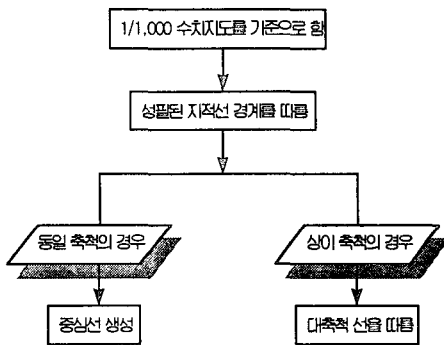 1/1,000 수치지도를 기준으로 함
성필된 지적선 경계를 따름
동일 축척의 경우
상이 축척의 경우
중심선 생성
대축척 선을 따름